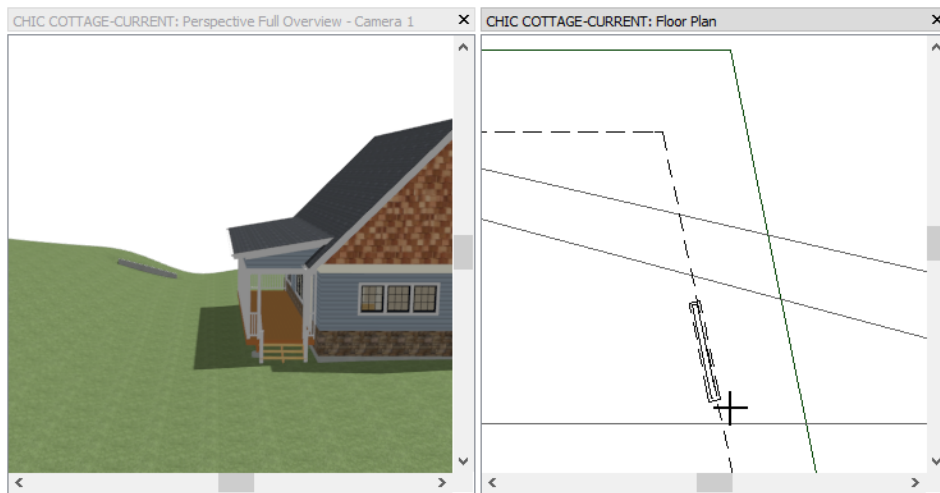 CHIC COTTAGE-CURRENT: Perspective Full Overview - Camera 1
CHIC COTTAGE-CURRENT: Floor Plan